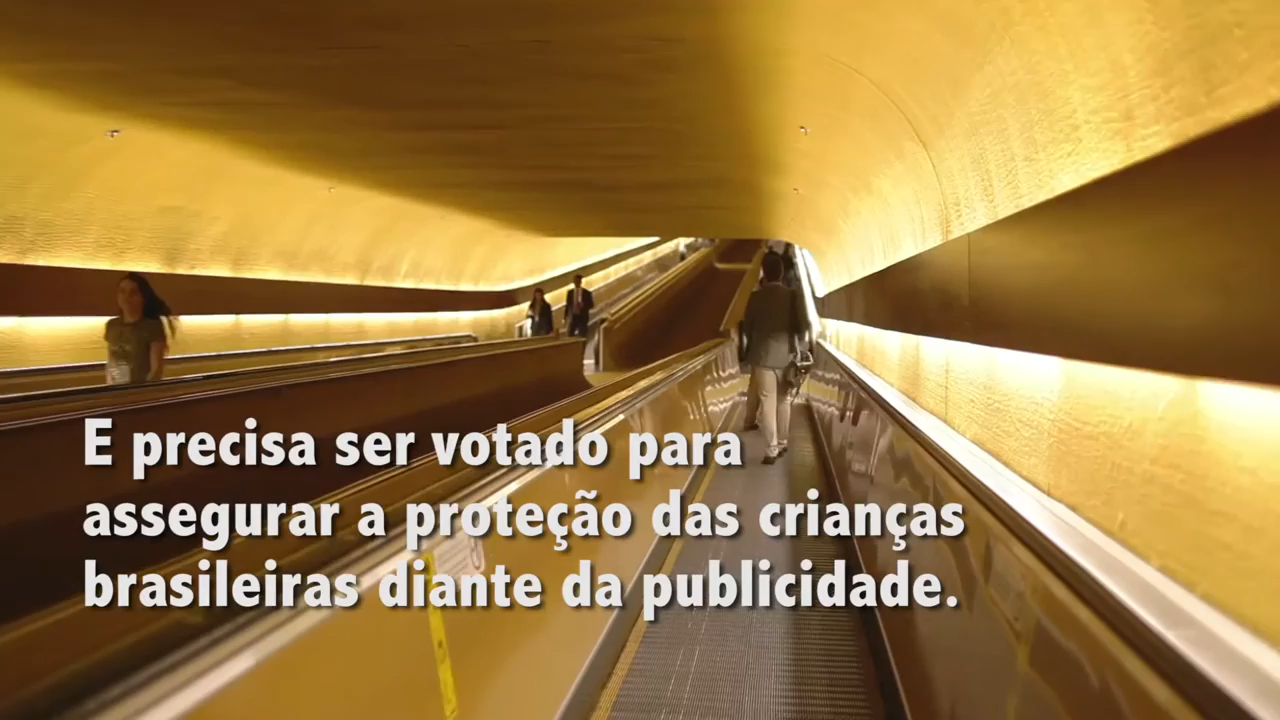 E precisa ser votado para
assegurar a proteção das crianças
brasileiras diante da publicidade.